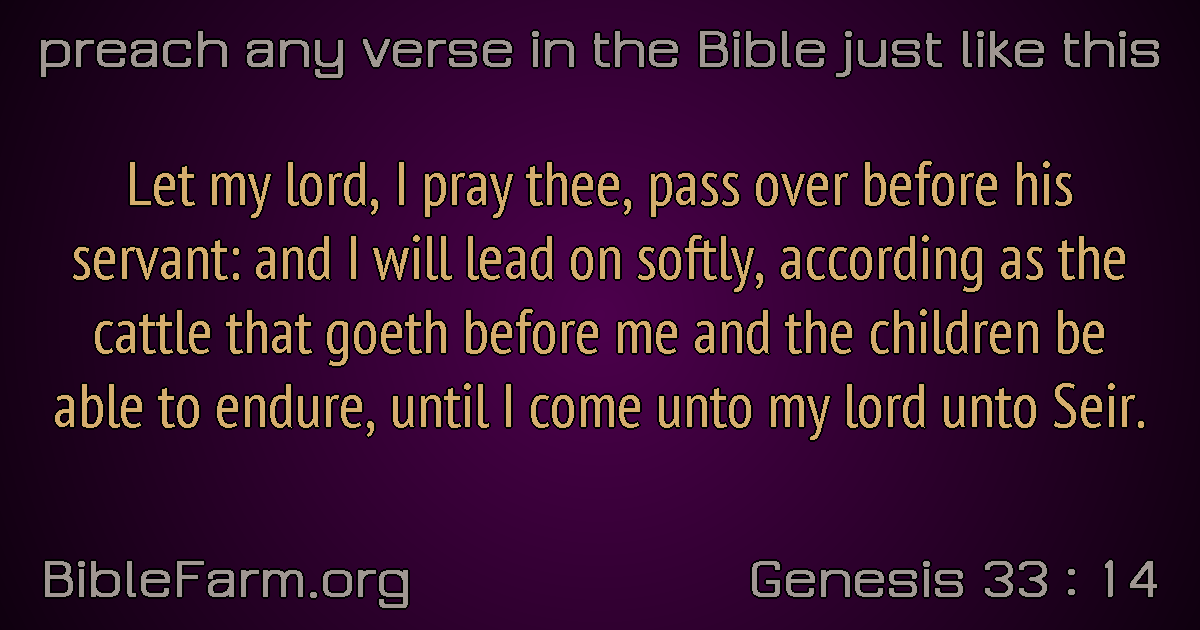 preach any verse in the Bible just like this
Let my lord, I pray thee, pass over before his
servant: and I will lead on softly, according as the
cattle that goeth before me and the children be
able to endure, until I come unto my lord unto Seir.
BibleFarm.org
Genesis 33 : 14